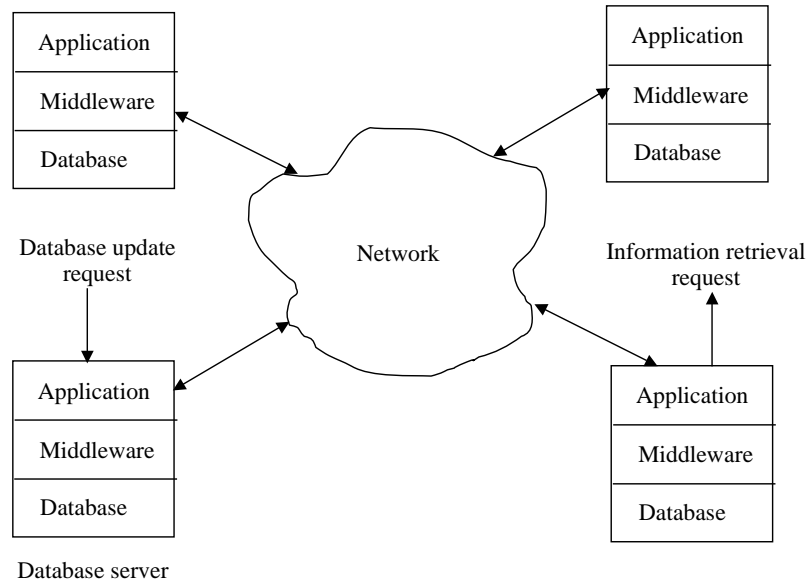 Application
Middleware
Database
Application
Middleware
Database
Network
Database update
request
Information retrieval
request
Application
Middleware
Database
Database server
Application
Middleware
Database